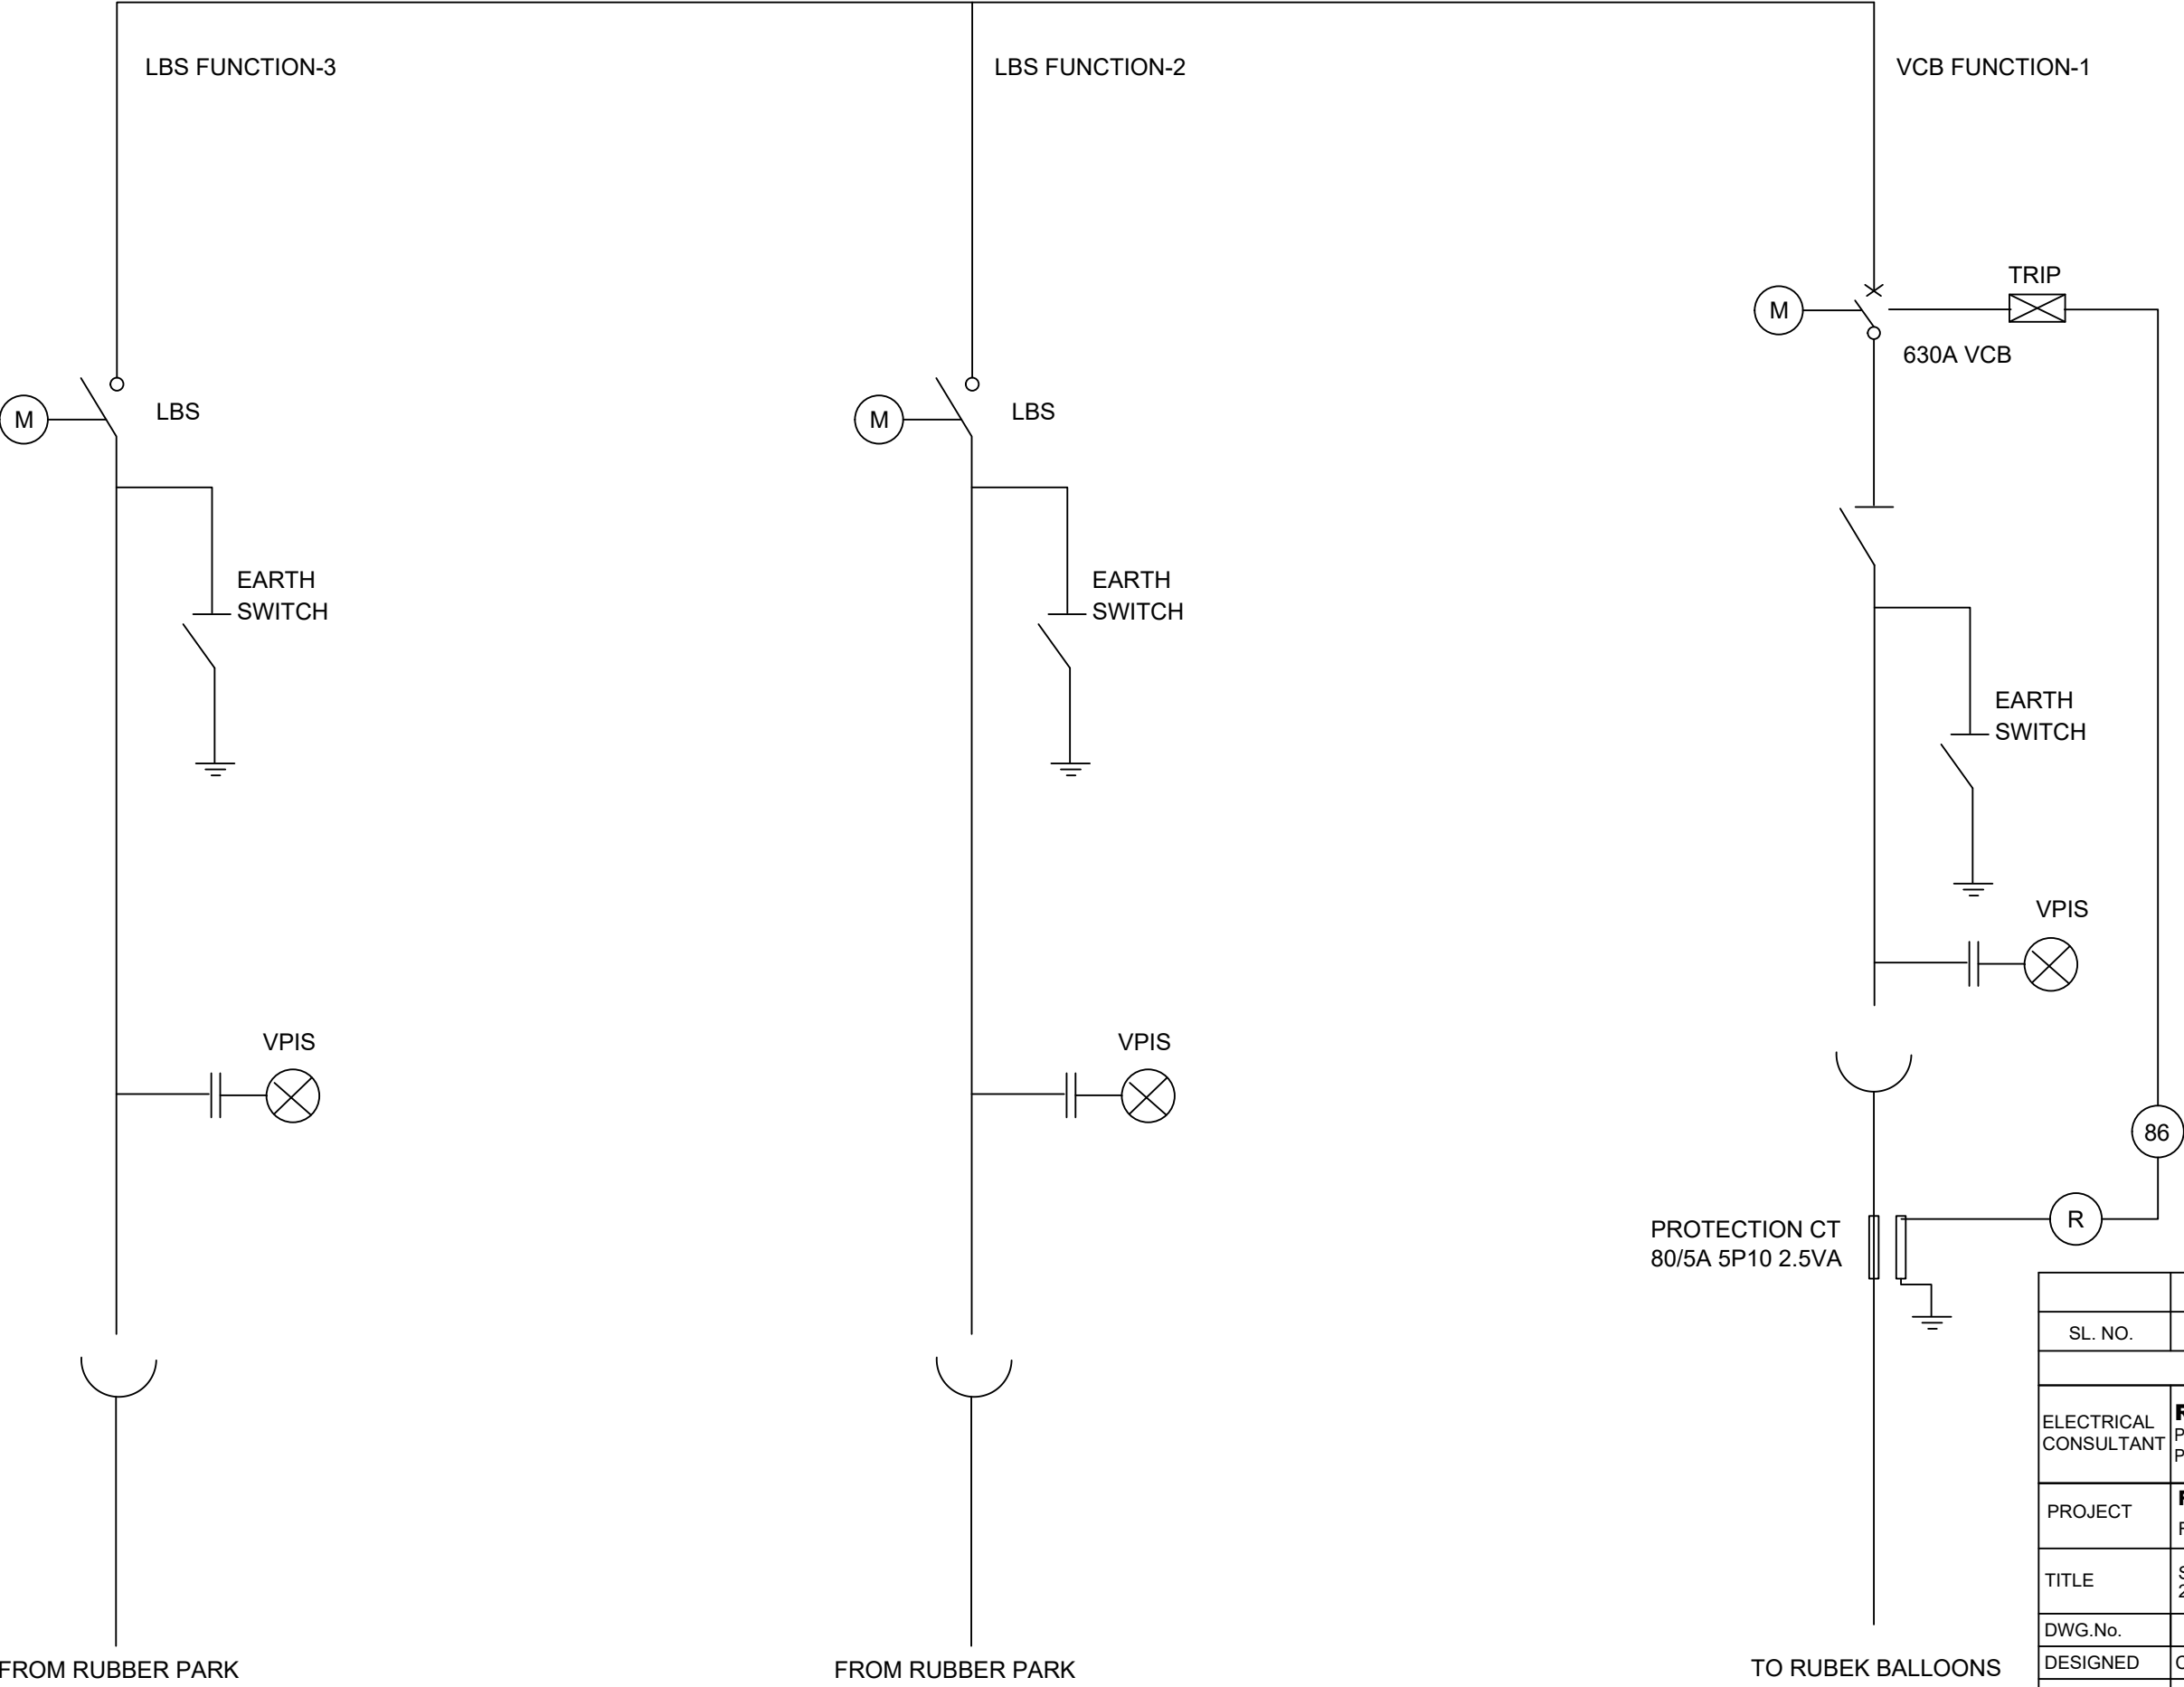 LBS FUNCTION-3
LBS FUNCTION-2
VCB FUNCTION-1
TRIP
M
630A VCB
M
LBS
M
LBS
EARTH
SWITCH
EARTH
SWITCH
EARTH
SWITCH
VPIS
VPIS
VPIS
86
R
PROTECTION CT
80/5A 5P10 2.5VA
SL. NO.
ELECTRICAL
CONSULTANT
PROJECT
TITLE
DWG.No.
DESIGNED
FROM RUBBER PARK
FROM RUBBER PARK
TO RUBEK BALLOONS